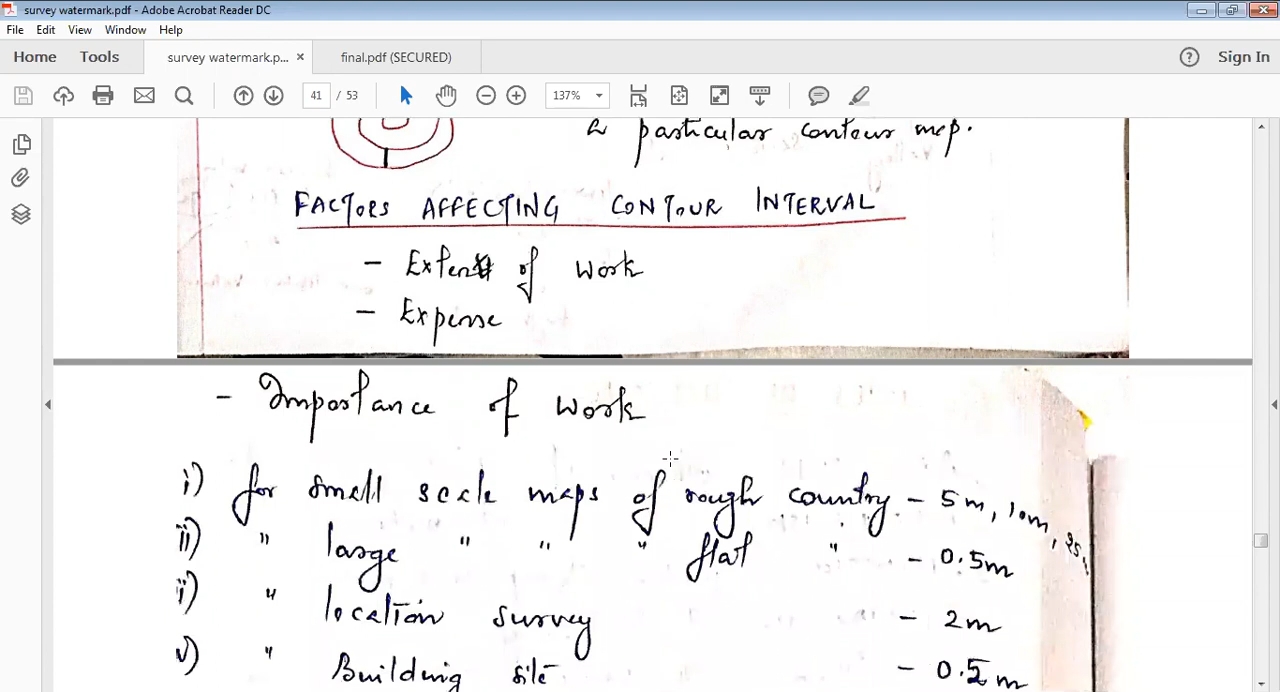 survey watermark.pdf - Adobe Acrobat Reader DC
File Edit View Window Help
Home Tools survey watermark.p... × final.pdf (SECURED) Sign In
41 / 53 137%
a particular contour map.
FACTORS AFFECTING CONTOUR INTERVAL
- Extent of work
- Expense
- Importance of work
i) for small scale maps of rough country - 5m, 10m, 25m
ii) " large " " " flat " - 0.5m
i) " location survey - 2m
v) " Building site - 0.5m